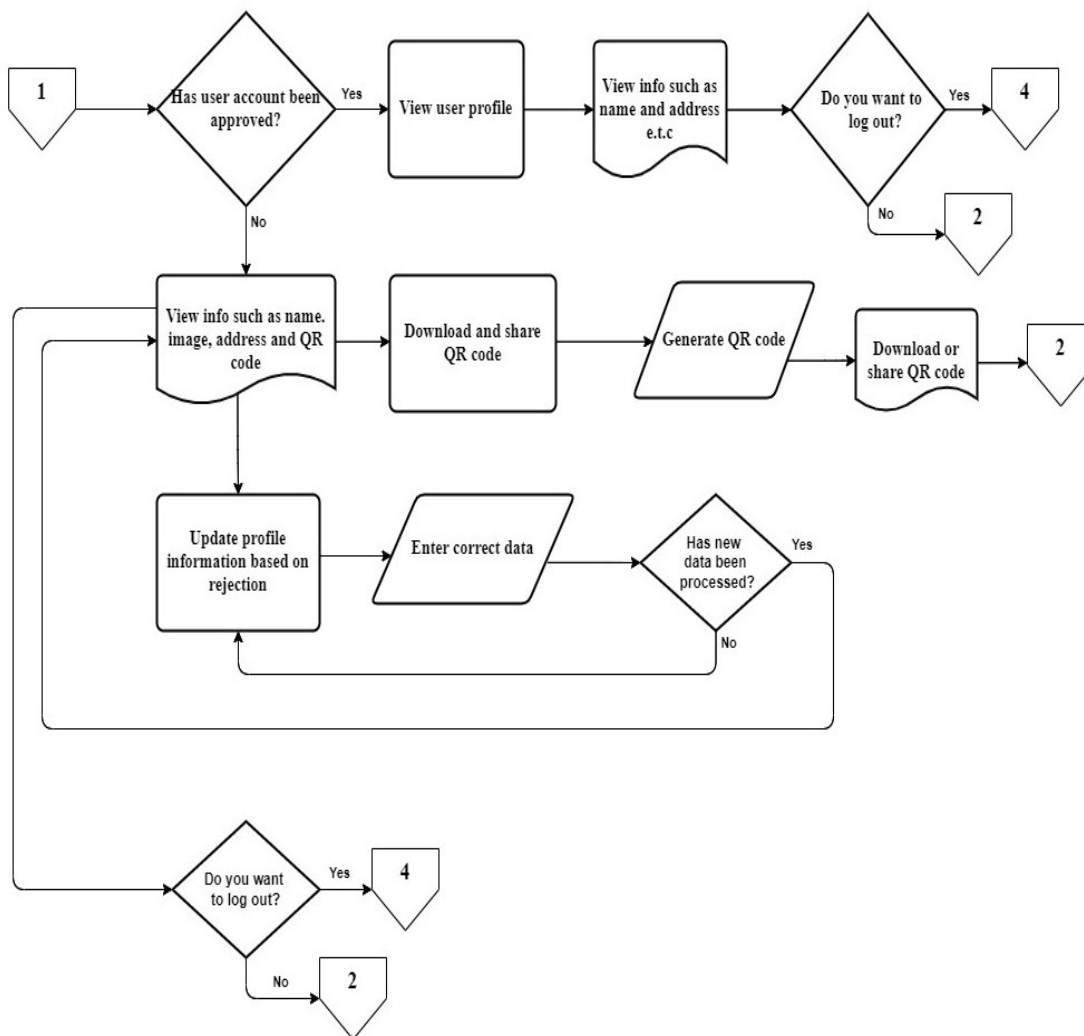 1
Has user account been
approved?
Yes
View user profile
View info such as
name and address
e.t.c
Do you want to
log out?
Yes
4
No
2
No
View info such as name.
image, address and QR
code
Download and share
QR code
Generate QR code
Download or
share QR code
2
Update profile
information based on
rejection
Enter correct data
Has new
data been
processed?
Yes
No
Do you want
to log out?
Yes
4
No
2